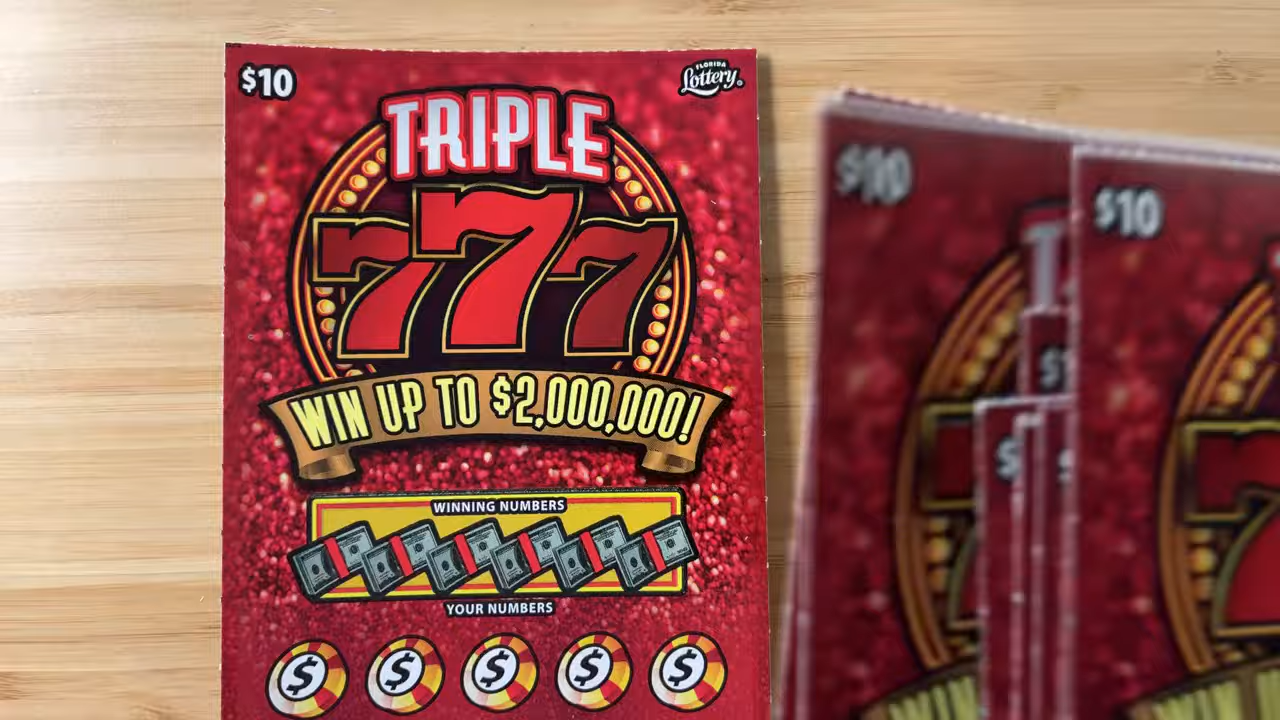 $10
FLORIDA
Lottery
TRIPLE
777
WIN UP TO $2,000,000!
WINNING NUMBERS
YOUR NUMBERS
$ $ $ $ $
$10
$10